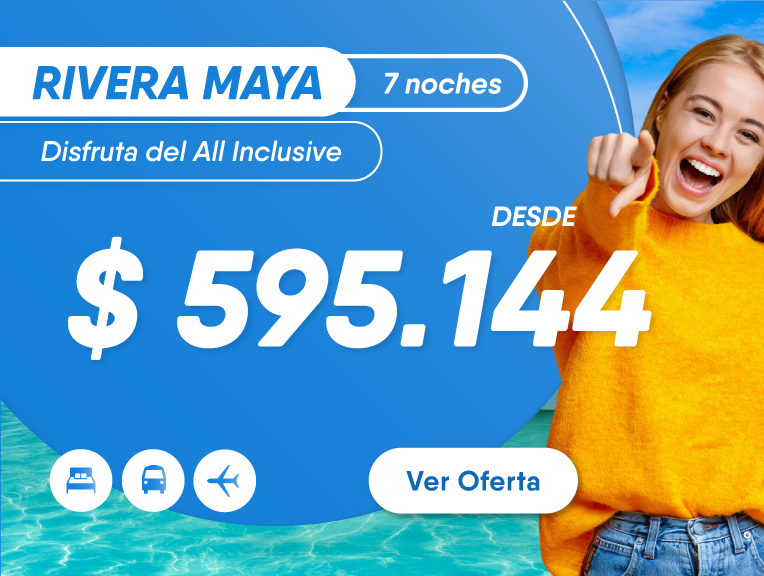 RIVERA MAYA
7 noches
Disfruta del All Inclusive
DESDE
$ 595.144
Ver Oferta